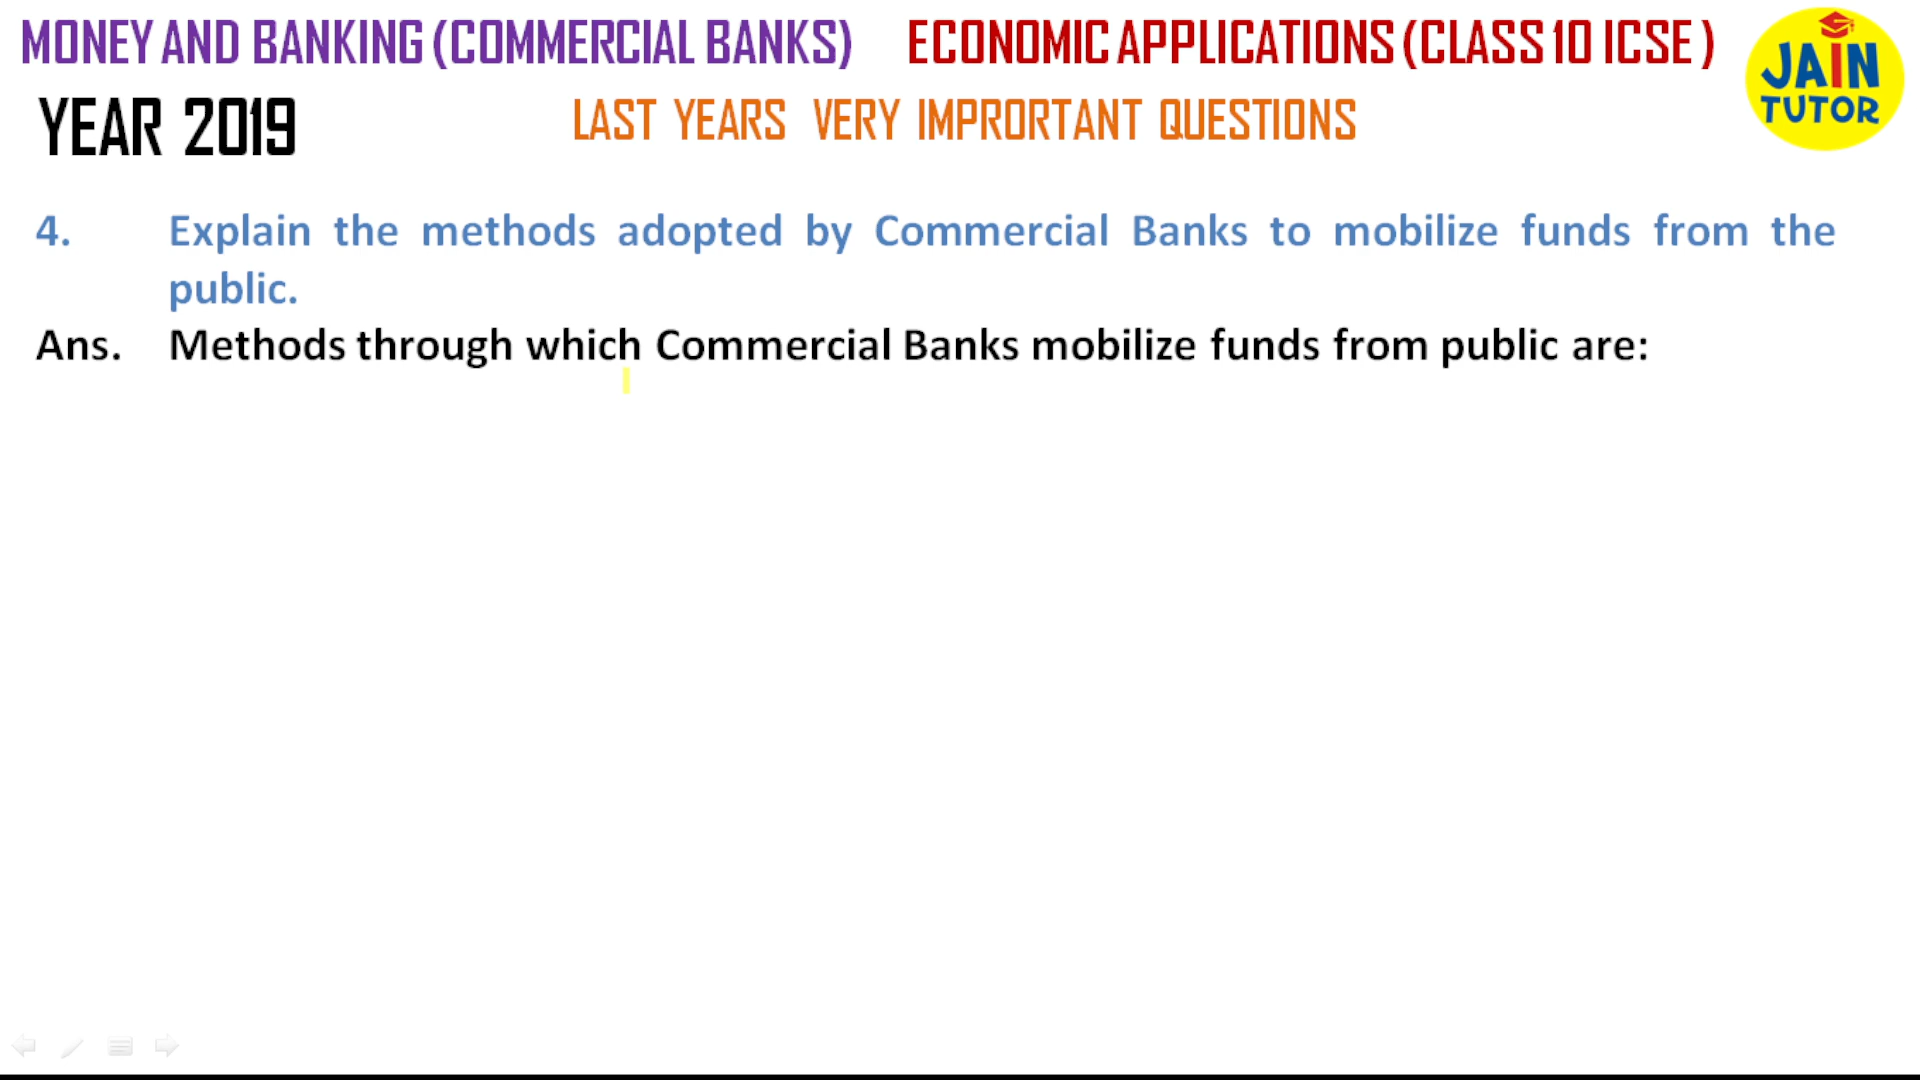 MONEY AND BANKING (COMMERCIAL BANKS) ECONOMIC APPLICATIONS (CLASS 10 ICSE )
JAIN
TUTOR
YEAR 2019 LAST YEARS VERY IMPRORTANT QUESTIONS
4. Explain the methods adopted by Commercial Banks to mobilize funds from the
public.
Ans. Methods through which Commercial Banks mobilize funds from public are: